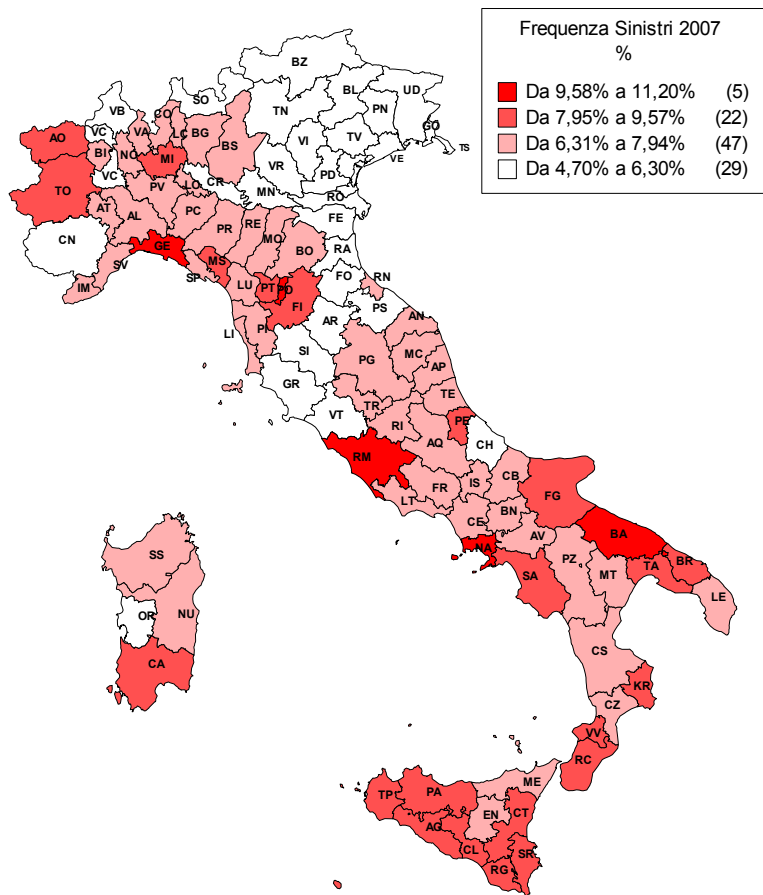 Frequenza Sinistri 2007
%
Da 9,58% a 11,20% (5)
Da 7,95% a 9,57% (22)
Da 6,31% a 7,94% (47)
Da 4,70% a 6,30% (29)
BZ
SO
VB
TN
BL
UD
PN
GO
TS
AO
VC
VA
CO
LC
BG
BS
VI
TV
VE
BI
NO
MI
VR
PD
TO
VC
PV
LO
CR
MN
RO
AT
AL
PC
PR
RE
MO
FE
CN
GE
BO
RA
SV
SP
MS
FO
RN
IM
LU
PT
PO
FI
PS
AN
LI
PI
AR
SI
PG
MC
AP
GR
TE
VT
TR
RI
PE
AQ
CH
RM
FR
IS
CB
FG
LT
CE
BN
AV
BA
NA
SA
PZ
MT
TA
BR
LE
SS
OR
NU
CA
CS
KR
CZ
VV
RC
ME
TP
PA
EN
CT
AG
CL
SR
RG